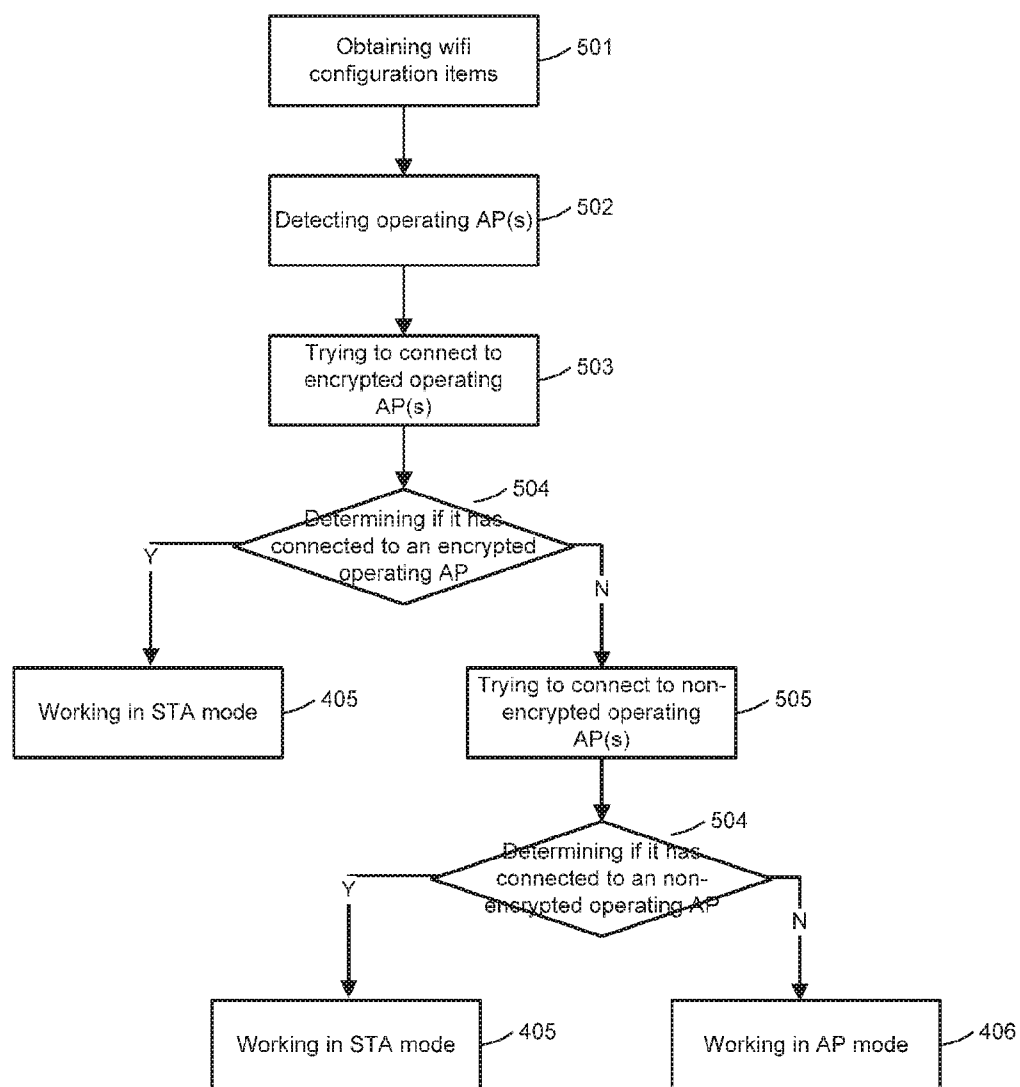 Obtaining wifi
configuration items
501
Detecting operating AP(s)
502
Trying to connect to
encrypted operating
AP(s)
503
504
Determining if it has
connected to an encrypted
operating AP
Y
N
Working in STA mode
405
Trying to connect to non-
encrypted operating
AP(s)
505
504
Determining if it has
connected to an non-
encrypted operating AP
Y
N
Working in STA mode
405
Working in AP mode
406